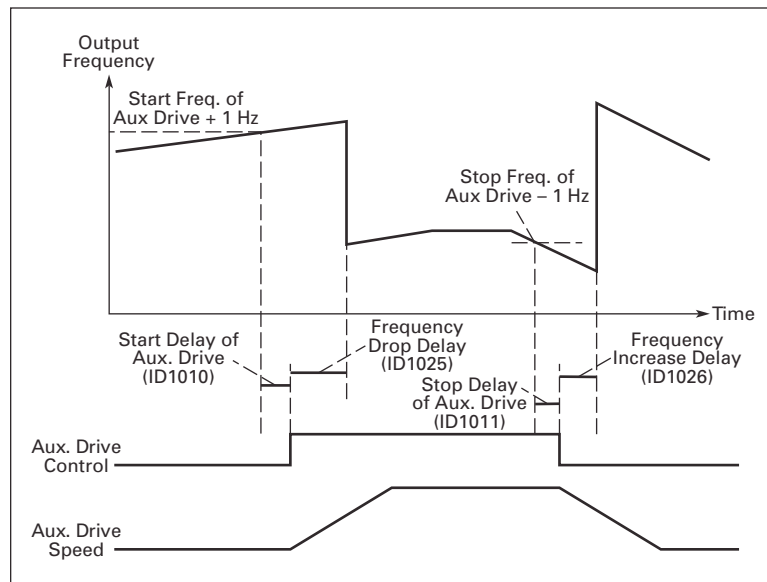 Output
Frequency
Start Freq. of
Aux Drive + 1 Hz
Stop Freq. of
Aux Drive – 1 Hz
Time
Start Delay of
Aux. Drive
(ID1010)
Frequency
Drop Delay
(ID1025)
Stop Delay
of Aux. Drive
(ID1011)
Frequency
Increase Delay
(ID1026)
Aux. Drive
Control
Aux. Drive
Speed